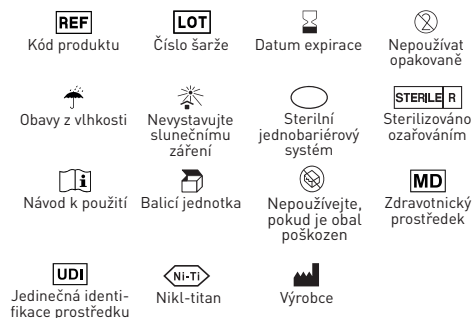 REF
LOT
Kód produktu
Číslo šarže
Datum expirace
Nepoužívat
opakovaně
2
Obavy z vlhkosti
Nevystavujte
slunečnímu
záření
Sterilní
jednobariérový
systém
STERILE R
Sterilizováno
ozařováním
i
Návod k použití
Balicí jednotka
Nepoužívejte,
pokud je obal
poškozen
MD
Zdravotnický
prostředek
UDI
Jedinečná identi-
fikace prostředku
Ni-Ti
Nikl-titan
Výrobce